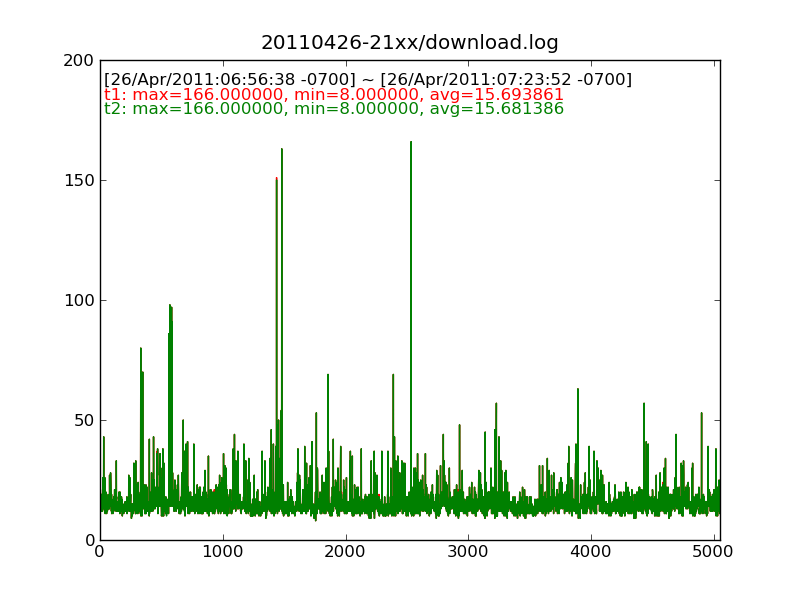 20110426-21xx/download.log
200
[26/Apr/2011:06:56:38 -0700] ~ [26/Apr/2011:07:23:52 -0700]
t1: max=166.000000, min=8.000000, avg=15.693861
t2: max=166.000000, min=8.000000, avg=15.681386
150
100
50
0
0 1000 2000 3000 4000 5000